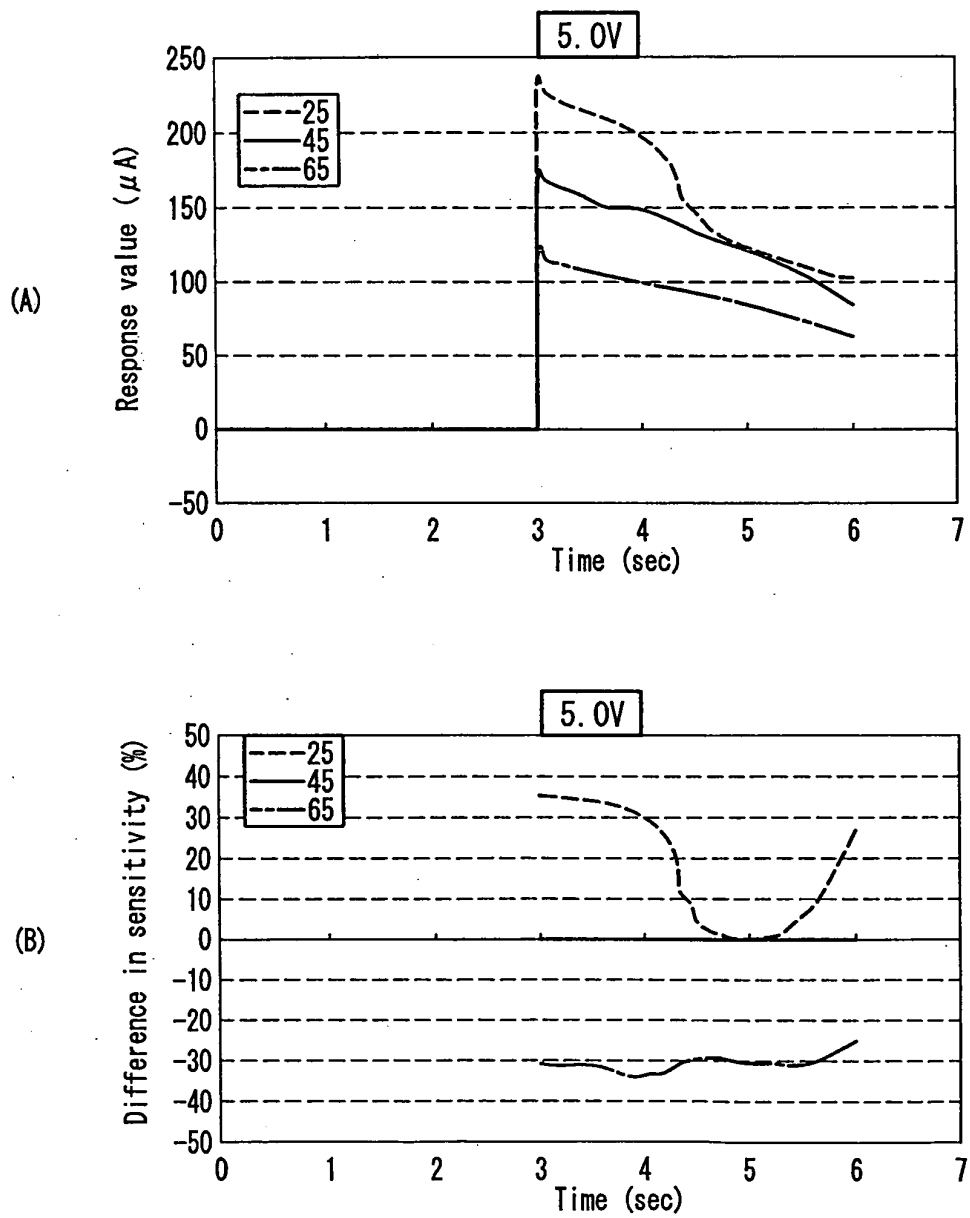 5.0V
250
200
150
100
50
0
-50
25
45
65
Response value (μA)
(A)
0 1 2 3 4 5 6 7
Time (sec)
5.0V
50
40
30
20
10
0
-10
-20
-30
-40
-50
25
45
65
Difference in sensitivity (%)
(B)
0 1 2 3 4 5 6 7
Time (sec)